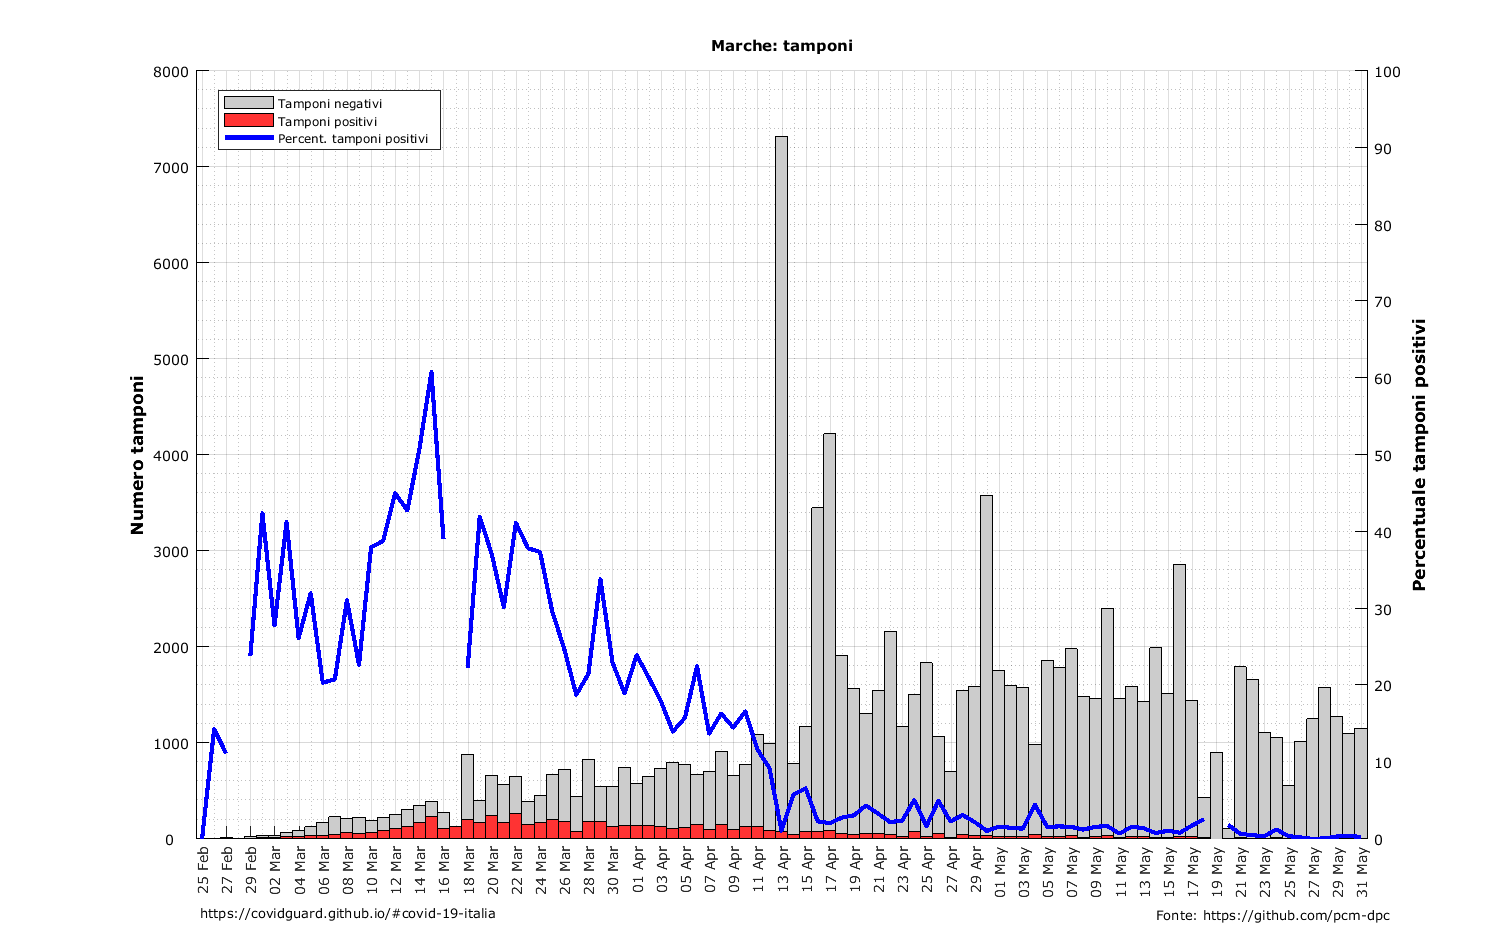 Marche: tamponi
Tamponi negativi
Tamponi positivi
Percent. tamponi positivi
Numero tamponi
8000
7000
6000
5000
4000
3000
2000
1000
0
100
90
80
70
60
50
40
30
20
10
0
Percentuale tamponi positivi
25 Feb
27 Feb
29 Feb
02 Mar
04 Mar
06 Mar
08 Mar
10 Mar
12 Mar
14 Mar
16 Mar
18 Mar
20 Mar
22 Mar
24 Mar
26 Mar
28 Mar
30 Mar
01 Apr
03 Apr
05 Apr
07 Apr
09 Apr
11 Apr
13 Apr
15 Apr
17 Apr
19 Apr
21 Apr
23 Apr
25 Apr
27 Apr
29 Apr
01 May
03 May
05 May
07 May
09 May
11 May
13 May
15 May
17 May
19 May
21 May
23 May
25 May
27 May
29 May
31 May
https://covidguard.github.io/#covid-19-italia
Fonte: https://github.com/pcm-dpc